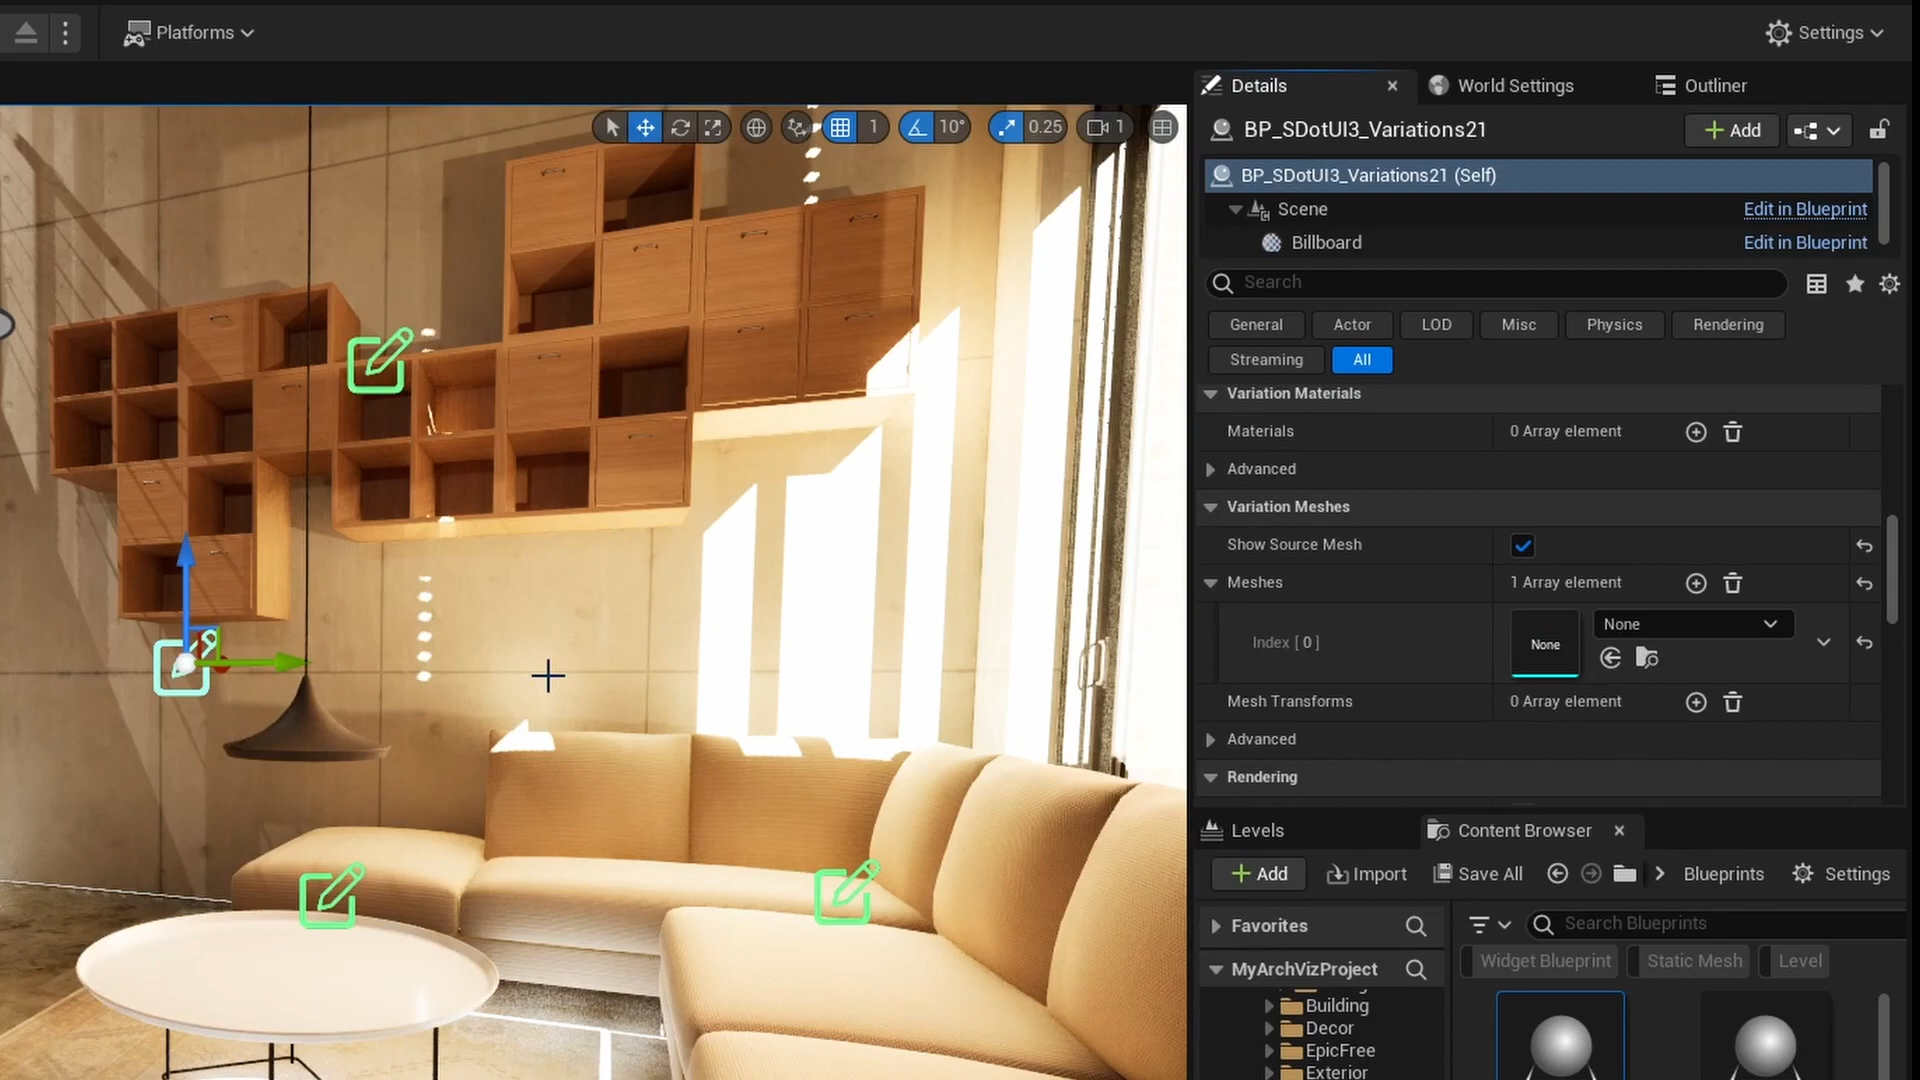 Platforms
Settings
Details
World Settings
Outliner
1
10°
0.25
1
BP_SDotUI3_Variations21
Add
BP_SDotUI3_Variations21 (Self)
Scene
Edit in Blueprint
Billboard
Edit in Blueprint
Search
General
Actor
LOD
Misc
Physics
Rendering
Streaming
All
Variation Materials
Materials
0 Array element
Advanced
Variation Meshes
Show Source Mesh
Meshes
1 Array element
Index [ 0 ]
None
None
Mesh Transforms
0 Array element
Advanced
Rendering
Levels
Content Browser
Add
Import
Save All
Blueprints
Settings
Favorites
Search Blueprints
Widget Blueprint
Static Mesh
Level
MyArchVizProject
Building
Decor
EpicFree
Exterior